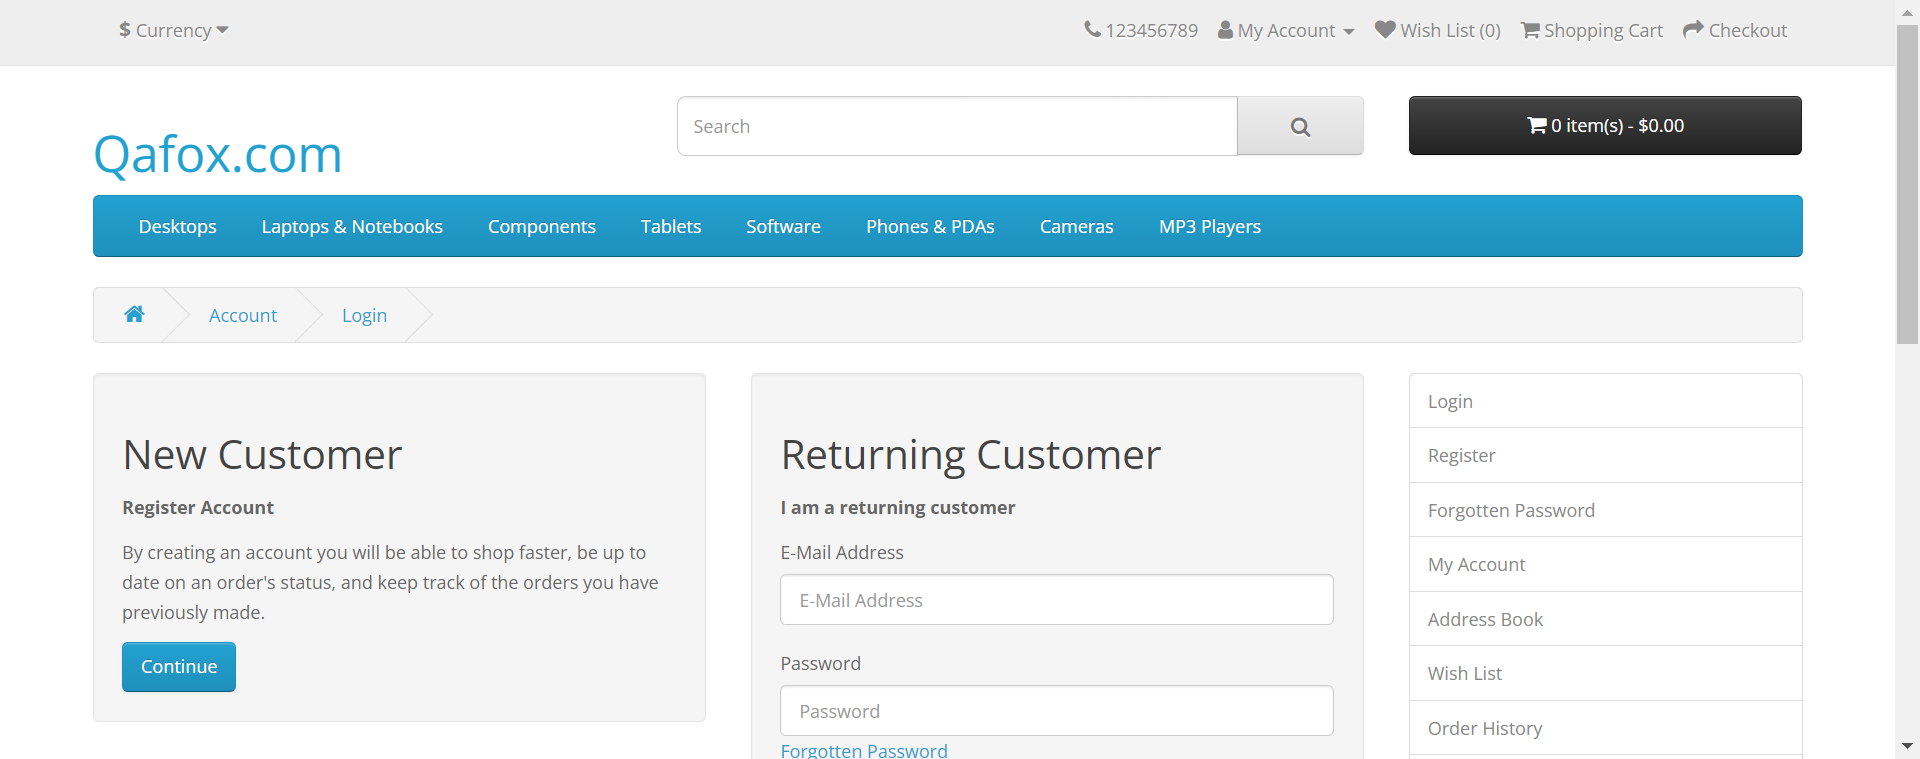 $ Currency
123456789 My Account Wish List (0) Shopping Cart Checkout
Qafox.com
Search
0 item(s) - $0.00
Desktops Laptops & Notebooks Components Tablets Software Phones & PDAs Cameras MP3 Players
Account Login
New Customer
Register Account
By creating an account you will be able to shop faster, be up to
date on an order's status, and keep track of the orders you have
previously made.
Continue
Returning Customer
I am a returning customer
E-Mail Address
E-Mail Address
Password
Password
Forgotten Password
Login
Register
Forgotten Password
My Account
Address Book
Wish List
Order History